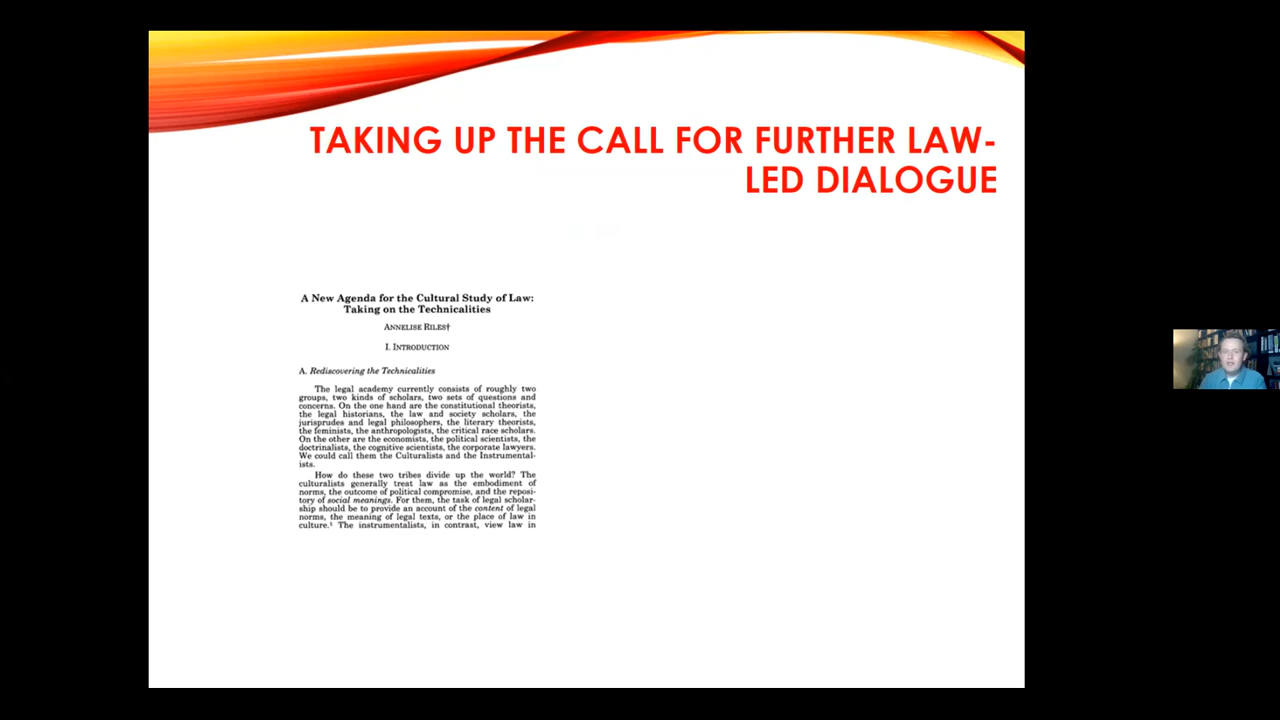 TAKING UP THE CALL FOR FURTHER LAW-
LED DIALOGUE
A New Agenda for the Cultural Study of Law:
Taking on the Technicalities
ANNELISE RILES†
I. INTRODUCTION
A. Rediscovering the Technicalities
The legal academy currently consists of roughly two
groups, two kinds of scholars, two sets of questions and
concerns. On the one hand are the constitutional theorists,
the legal historians, the law and society scholars, the
jurisprudes and legal philosophers, the literary theorists,
the feminists, the anthropologists, the critical race scholars.
On the other are the economists, the political scientists, the
doctrinalists, the cognitive scientists, the corporate lawyers.
We could call them the Culturalists and the Instrumental-
ists.
How do these two tribes divide up the world? The
culturalists generally treat law as the embodiment of
norms, the outcome of political compromise, and the reposi-
tory of social meanings. For them, the task of legal scholar-
ship should be to provide an account of the content of legal
norms, the meaning of legal texts, or the place of law in
culture.¹ The instrumentalists, in contrast, view law in